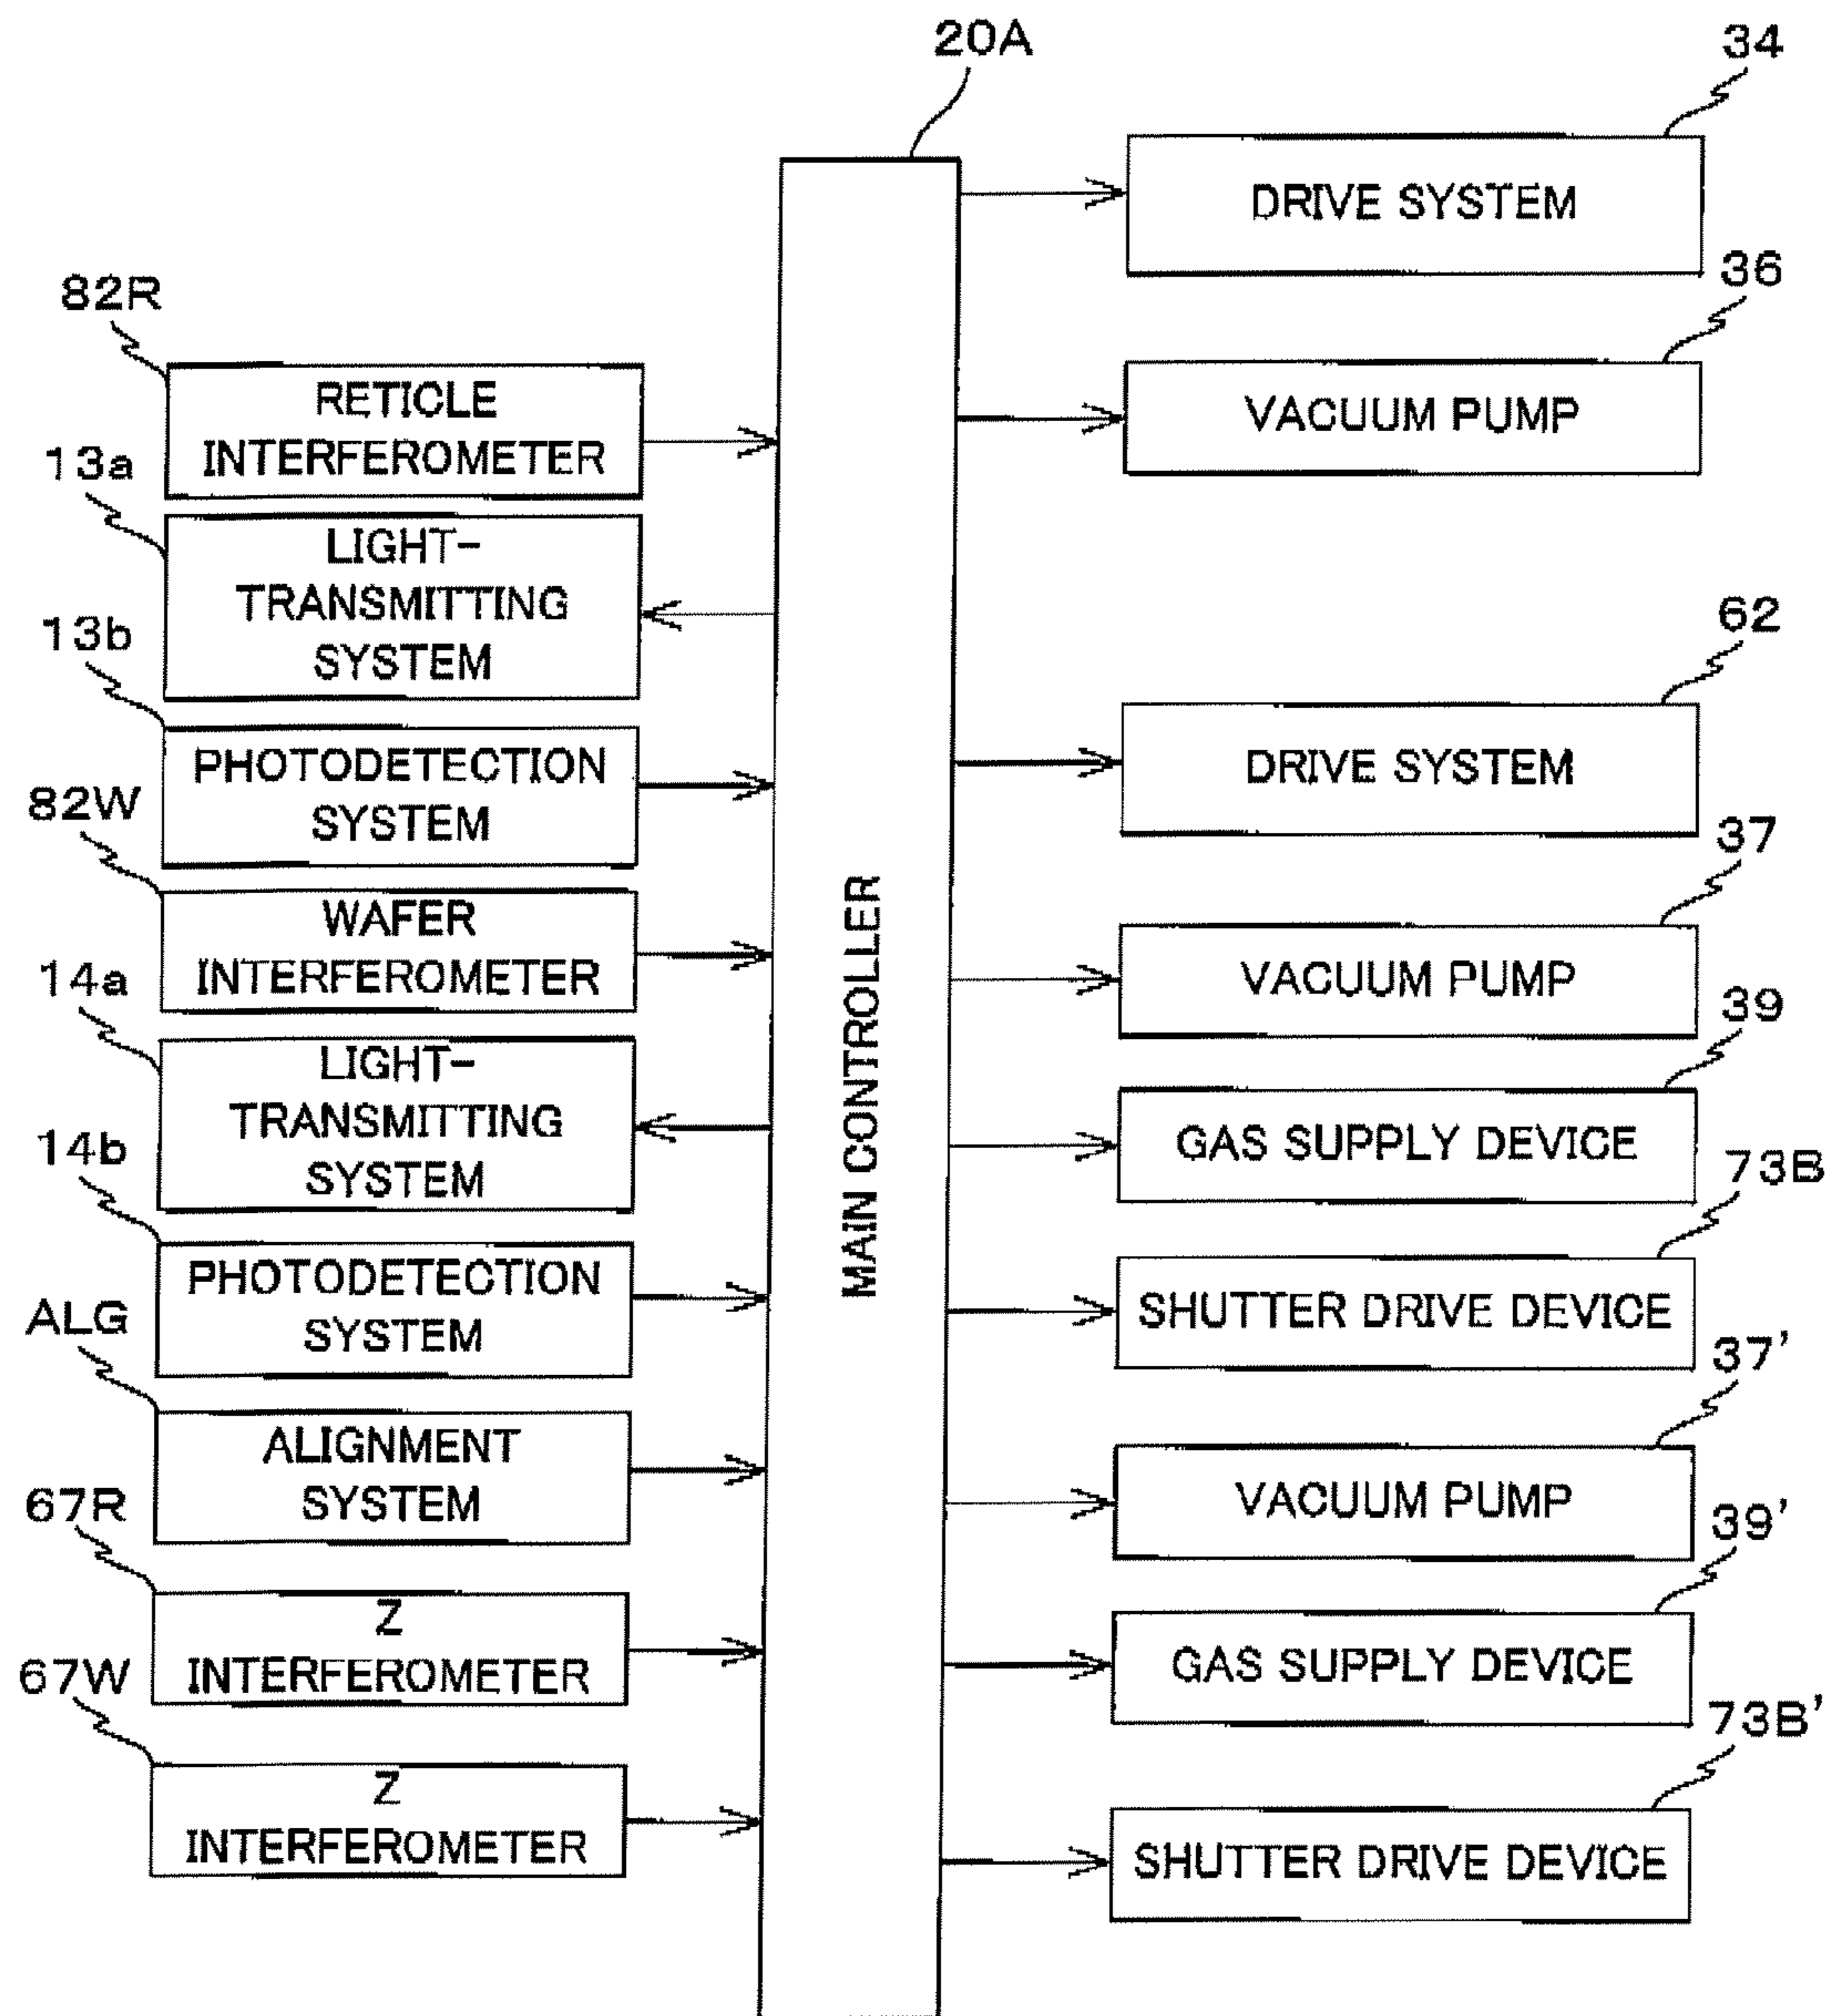 20A
82R
RETICLE
INTERFEROMETER
13a
LIGHT-
TRANSMITTING
SYSTEM
13b
PHOTODETECTION
SYSTEM
82W
WAFER
INTERFEROMETER
14a
LIGHT-
TRANSMITTING
SYSTEM
14b
PHOTODETECTION
SYSTEM
ALG
ALIGNMENT
SYSTEM
67R
Z
INTERFEROMETER
67W
Z
INTERFEROMETER
MAIN CONTROLLER
34
DRIVE SYSTEM
36
VACUUM PUMP
62
DRIVE SYSTEM
37
VACUUM PUMP
39
GAS SUPPLY DEVICE
73B
SHUTTER DRIVE DEVICE
37'
VACUUM PUMP
39'
GAS SUPPLY DEVICE
73B'
SHUTTER DRIVE DEVICE